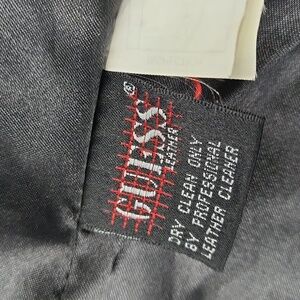 GUESS®
LEATHER
DRY CLEAN ONLY
BY PROFESSIONAL
LEATHER CLEANER